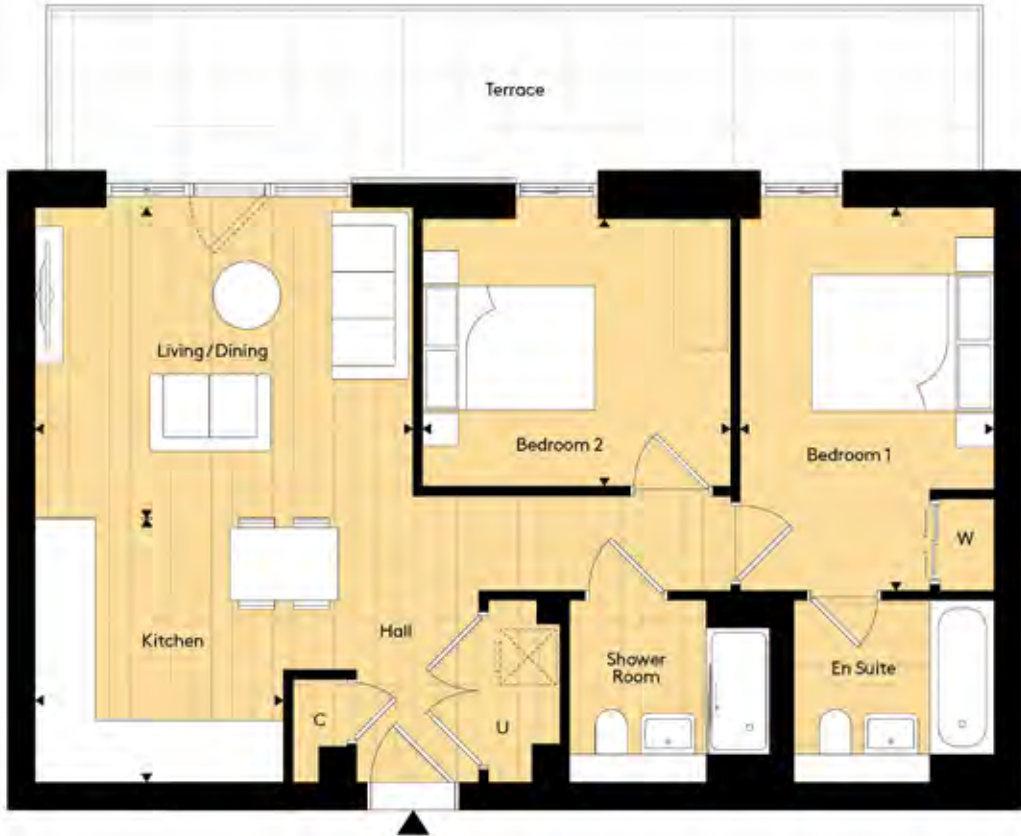 Terrace
Living/Dining
Bedroom 2
Bedroom 1
W
Kitchen
Hall
Shower
Room
En Suite
C
U